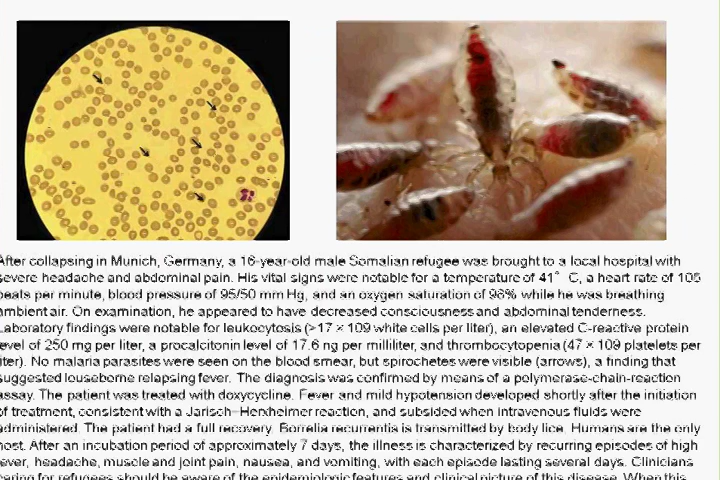 After collapsing in Munich, Germany, a 16-year-old male Somalian refugee was brought to a local hospital with
severe headache and abdominal pain. His vital signs were notable for a temperature of 41° C, a heart rate of 105
beats per minute, blood pressure of 95/50 mm Hg, and an oxygen saturation of 96% while he was breathing
ambient air. On examination, he appeared to have decreased consciousness and abdominal tenderness.
Laboratory findings were notable for leukocytosis (>17 × 109 white cells per liter), an elevated C-reactive protein
level of 250 mg per liter, a procalcitonin level of 17.6 ng per milliliter, and thrombocytopenia (47 × 109 platelets per
liter). No malaria parasites were seen on the blood smear, but spirochetes were visible (arrows), a finding that
suggested louseborne relapsing fever. The diagnosis was confirmed by means of a polymerase-chain-reaction
assay. The patient was treated with doxycycline. Fever and mild hypotension developed shortly after the initiation
of treatment, consistent with a Jarisch–Herxheimer reaction, and subsided when intravenous fluids were
administered. The patient had a full recovery. Borrelia recurrentis is transmitted by body lice. Humans are the only
host. After an incubation period of approximately 7 days, the illness is characterized by recurring episodes of high
fever, headache, muscle and joint pain, nausea, and vomiting, with each episode lasting several days. Clinicians
caring for refugees should be aware of the epidemiologic features and clinical picture of this disease. When this